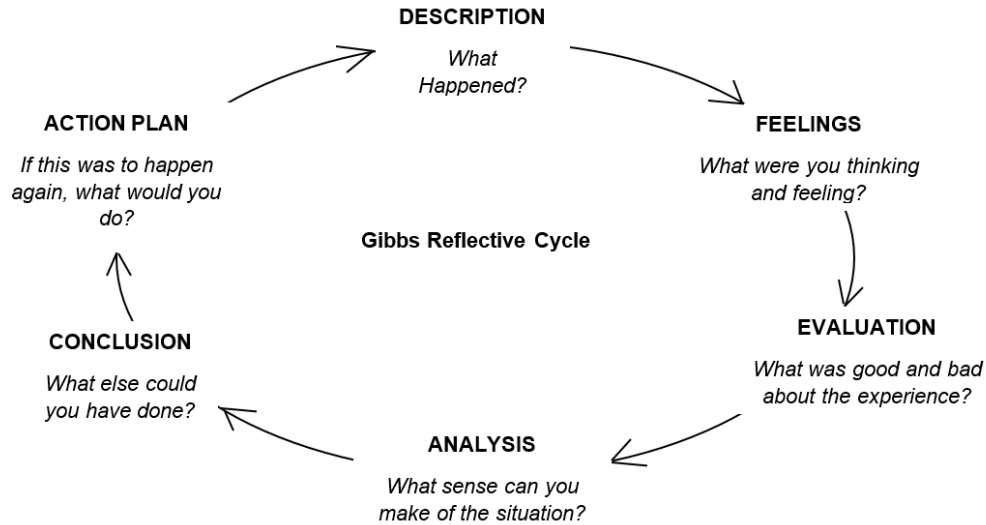 DESCRIPTION
What
Happened?
FEELINGS
What were you thinking
and feeling?
EVALUATION
What was good and bad
about the experience?
ANALYSIS
What sense can you
make of the situation?
CONCLUSION
What else could
you have done?
ACTION PLAN
If this was to happen
again, what would you
do?
Gibbs Reflective Cycle